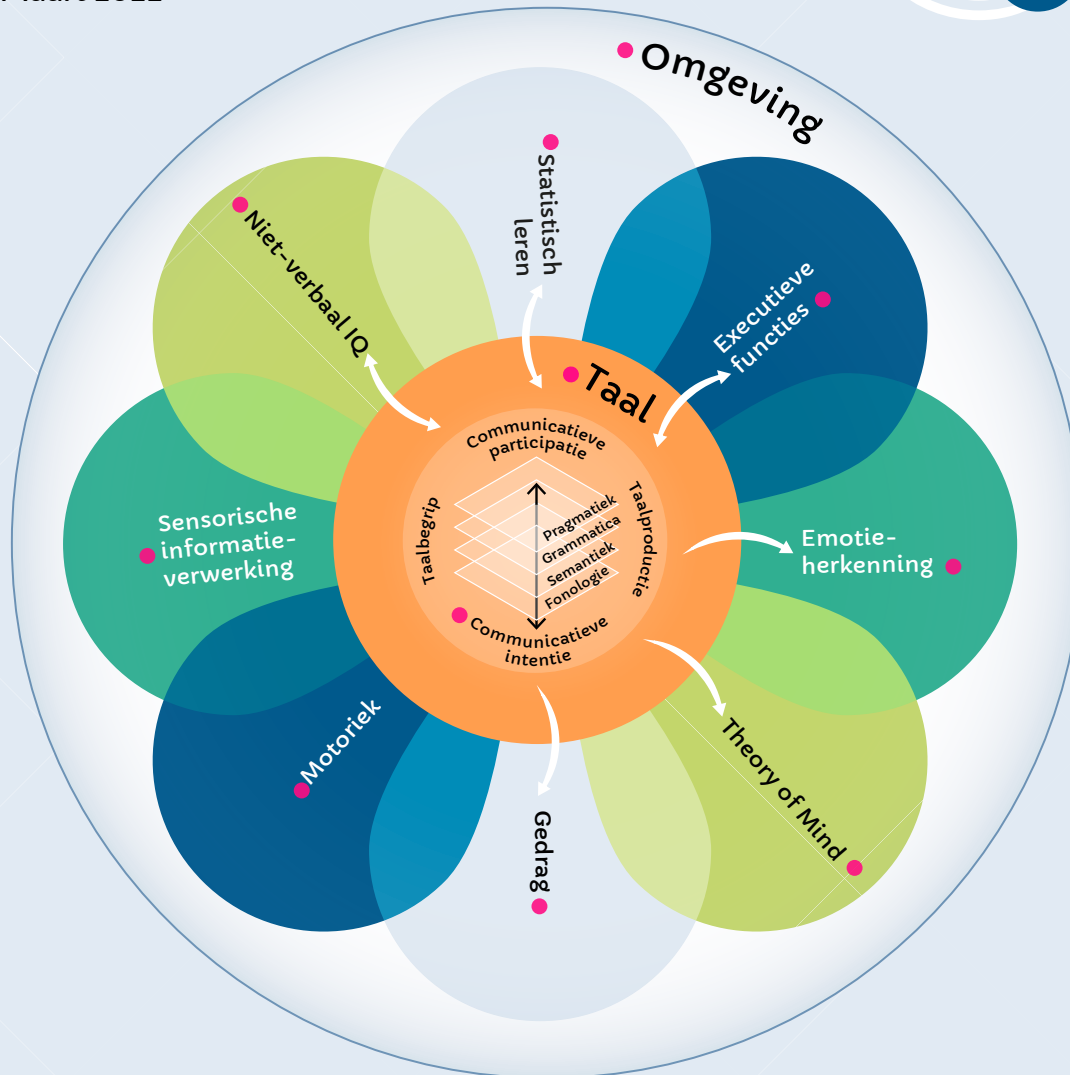 Omgeving
Statistisch
leren
Niet-verbaal IQ
Executieve
functies
Taal
Communicatieve
participatie
Taalbegrip
Taalproductie
Pragmatiek
Grammatica
Semantiek
Fonologie
Communicatieve
intentie
Sensorische
informatie-
verwerking
Emotie-
herkenning
Motoriek
Theory of Mind
Gedrag